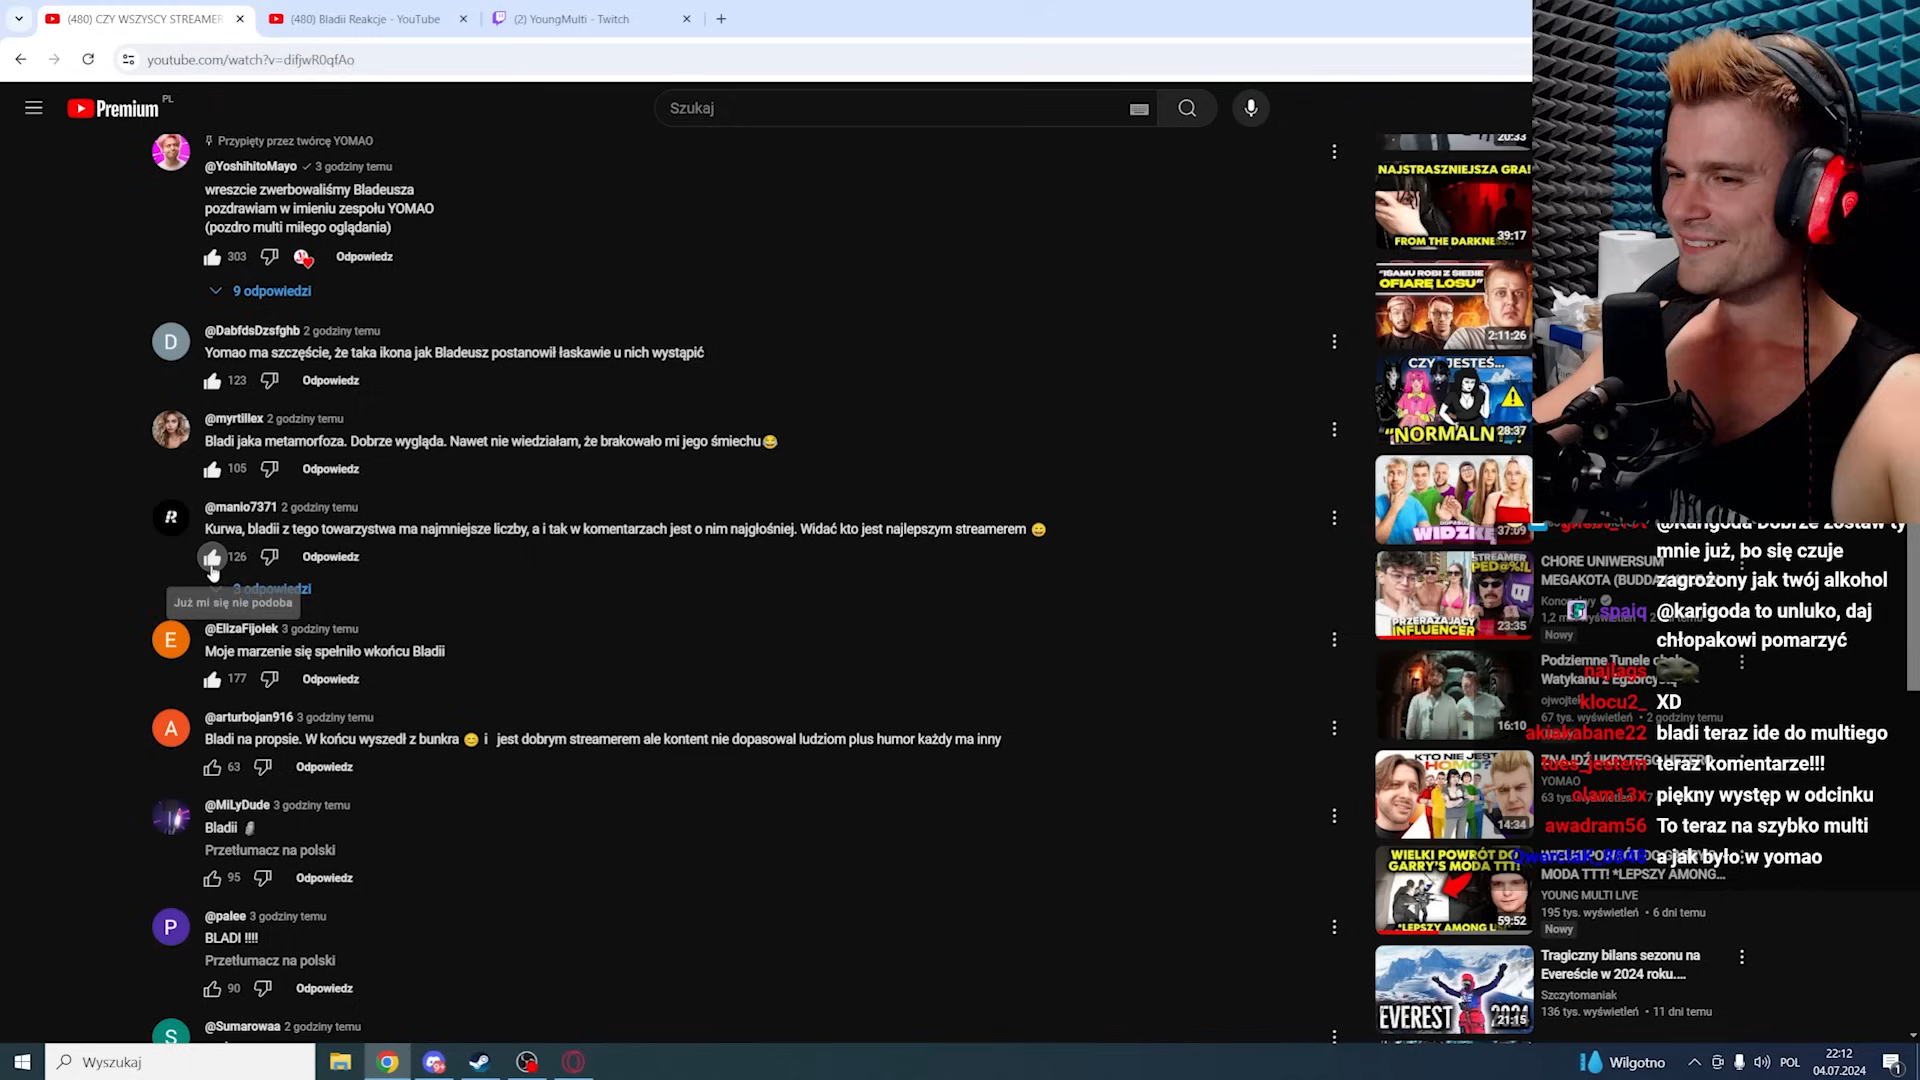 (480) CZY WSZYSCY STREAMER
(480) Bladii Reakcje - YouTube
(2) YoungMulti - Twitch
youtube.com/watch?v=difjwR0qfAo
Premium PL
Szukaj
Przypięty przez twórcę YOMAO
@YoshihitoMayo 3 godziny temu
wreszcie zwerbowaliśmy Bladeusza
pozdrawiam w imieniu zespołu YOMAO
(pozdro multi miłego oglądania)
303 Odpowiedz
9 odpowiedzi
D
@DabfdsDzsfghb 2 godziny temu
Yomao ma szczęście, że taka ikona jak Bladeusz postanowił łaskawie u nich wystąpić
123 Odpowiedz
@myrtillex 2 godziny temu
Bladi jaka metamorfoza. Dobrze wygląda. Nawet nie wiedziałam, że brakowało mi jego śmiechu😂
105 Odpowiedz
R
@manio7371 2 godziny temu
Kurwa, bladii z tego towarzystwa ma najmniejsze liczby, a i tak w komentarzach jest o nim najgłośniej. Widać kto jest najlepszym streamerem 😄
126 Odpowiedz
3 odpowiedzi
Już mi się nie podoba
E
@ElizaFijołek 3 godziny temu
Moje marzenie się spełniło wkońcu Bladii
177 Odpowiedz
A
@arturbojan916 3 godziny temu
Bladi na propsie. W końcu wyszedł z bunkra 😊 i jest dobrym streamerem ale kontent nie dopasowal ludziom plus humor każdy ma inny
63 Odpowiedz
@MiLyDude 3 godziny temu
Bladii 🗿
Przetłumacz na polski
95 Odpowiedz
P
@palee 3 godziny temu
BLADI !!!!
Przetłumacz na polski
90 Odpowiedz
S
@Sumarowaa 2 godziny temu
20:33
NAJSTRASZNIEJSZA GRA!
FROM THE DARKNESS
39:17
"ISAMU ROBI Z SIEBIE
OFIARĘ LOSU"
2:11:26
CZY JESTEŚ...
"NORMALN
28:37
WIDZKĘ
37:09
STREAMER
PED@%!L
PRZERAŻAJĄCY
INFLUENCER
23:35
16:10
KTO NIE JEST
HOMO?
14:34
WIELKI POWRÓT DO
GARRY'S MODA TTT!
*LEPSZY AMONG US
59:52
EVEREST 2024
21:15
CHORE UNIWERSUM
MEGAKOTA (BUDDA
Nowy
Podziemne Tunele
Watykanu z Egzorcy
ojwojtek
67 tys. wyświetleń • 2 godziny temu
ZNAJDŹ UKRYTEGO HETERO
YOMAO
63 tys. wyświetleń
MODA TTT! *LEPSZY AMONG...
YOUNG MULTI LIVE
195 tys. wyświetleń • 6 dni temu
Nowy
Tragiczny bilans sezonu na
Evereście w 2024 roku....
Szczytomaniak
136 tys. wyświetleń • 11 dni temu
@Karigoda Dobrze zostaw ty
mnie już, bo się czuje
zagrożony jak twój alkohol
spajq @karigoda to unluko, daj
chłopakowi pomarzyć
najlags
klocu2_ XD
akiakabane22 bladi teraz ide do multiego
tues_jestem teraz komentarze!!!
olam13x piękny występ w odcinku
awadram56 To teraz na szybko multi
a jak było w yomao
Wyszukaj
9+
Wilgotno
POL
22:12
04.07.2024
1